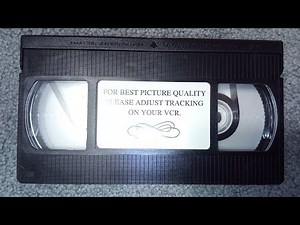 FOR BEST PICTURE QUALITY
PLEASE ADJUST TRACKING
ON YOUR VCR.